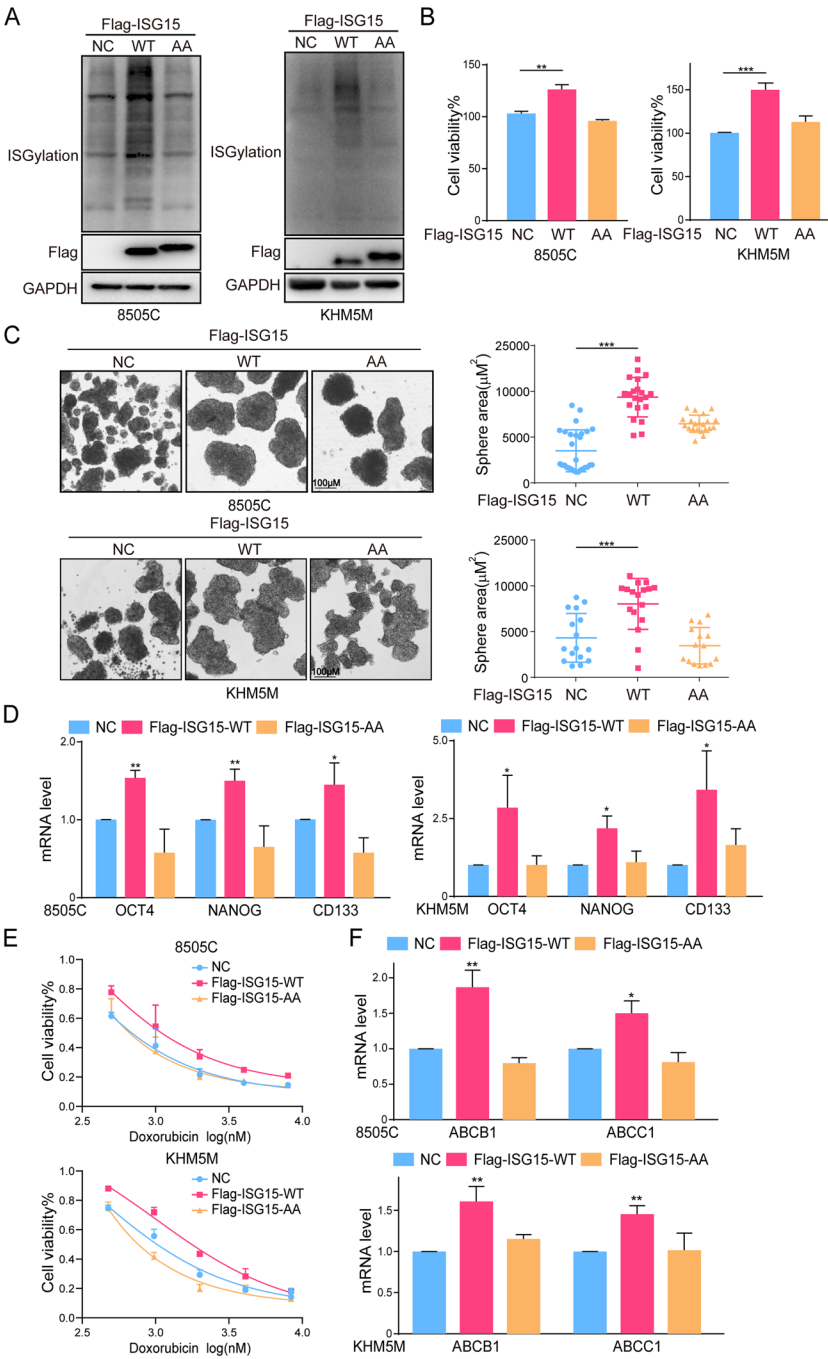 A
Flag-ISG15
NC WT AA
ISGylation
Flag
GAPDH
8505C
Flag-ISG15
NC WT AA
ISGylation
Flag
GAPDH
KHM5M
B
Cell viability%
150
100
50
0
**
Flag-ISG15 NC WT AA
8505C
Cell viability%
200
150
100
50
0
***
Flag-ISG15 NC WT AA
KHM5M
C
Flag-ISG15
NC WT AA
100μM
8505C
Flag-ISG15
NC WT AA
100μM
KHM5M
Sphere area(μM2)
25000
10000
5000
0
***
Flag-ISG15 NC WT AA
Sphere area(μM2)
25000
10000
5000
0
***
Flag-ISG15 NC WT AA
D
NC Flag-ISG15-WT Flag-ISG15-AA
mRNA level
2.0
1.0
0
** ** *
8505C OCT4 NANOG CD133
NC Flag-ISG15-WT Flag-ISG15-AA
mRNA level
5.0
2.5
0
* * *
KHM5M OCT4 NANOG CD133
E
8505C
NC
Flag-ISG15-WT
Flag-ISG15-AA
Cell viability%
1.0
0.8
0.6
0.4
0.2
0.0
2.5 3.0 3.5 4.0
Doxorubicin log(nM)
KHM5M
NC
Flag-ISG15-WT
Flag-ISG15-AA
Cell viability%
1.0
0.8
0.6
0.4
0.2
0.0
2.5 3.0 3.5 4.0
Doxorubicin log(nM)
F
NC Flag-ISG15-WT Flag-ISG15-AA
mRNA level
2.0
1.5
1.0
0.5
0
** *
8505C ABCB1 ABCC1
NC Flag-ISG15-WT Flag-ISG15-AA
mRNA level
2.0
1.5
1.0
0.5
0
** **
KHM5M ABCB1 ABCC1